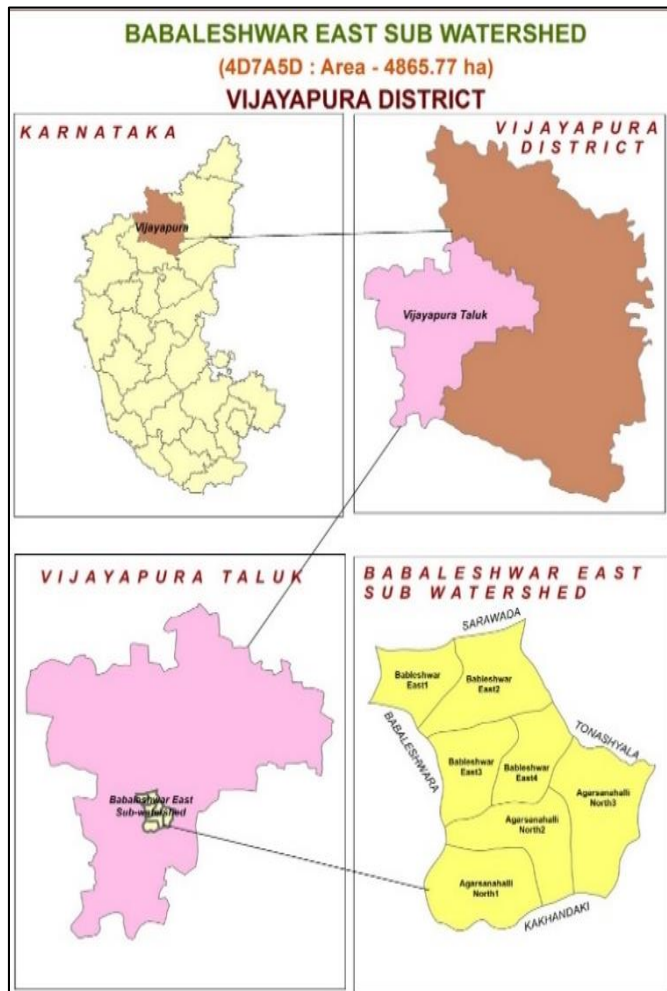 BABALESHWAR EAST SUB WATERSHED
(4D7A5D : Area - 4865.77 ha)
VIJAYAPURA DISTRICT
KARNATAKA
Vijayapura
VIJAYAPURA
DISTRICT
Vijayapura Taluk
VIJAYAPURA TALUK
Babaleshwar East
Sub-watershed
BABALESHWAR EAST
SUB WATERSHED
SARAWADA
Bableshwar
East1
Bableshwar
East2
BABALESHWARA
TONASHYALA
Bableshwar
East3
Bableshwar
East4
Agarsanahalli
North3
Agarsanahalli
North2
Agarsanahalli
North1
KAKHANDAKI